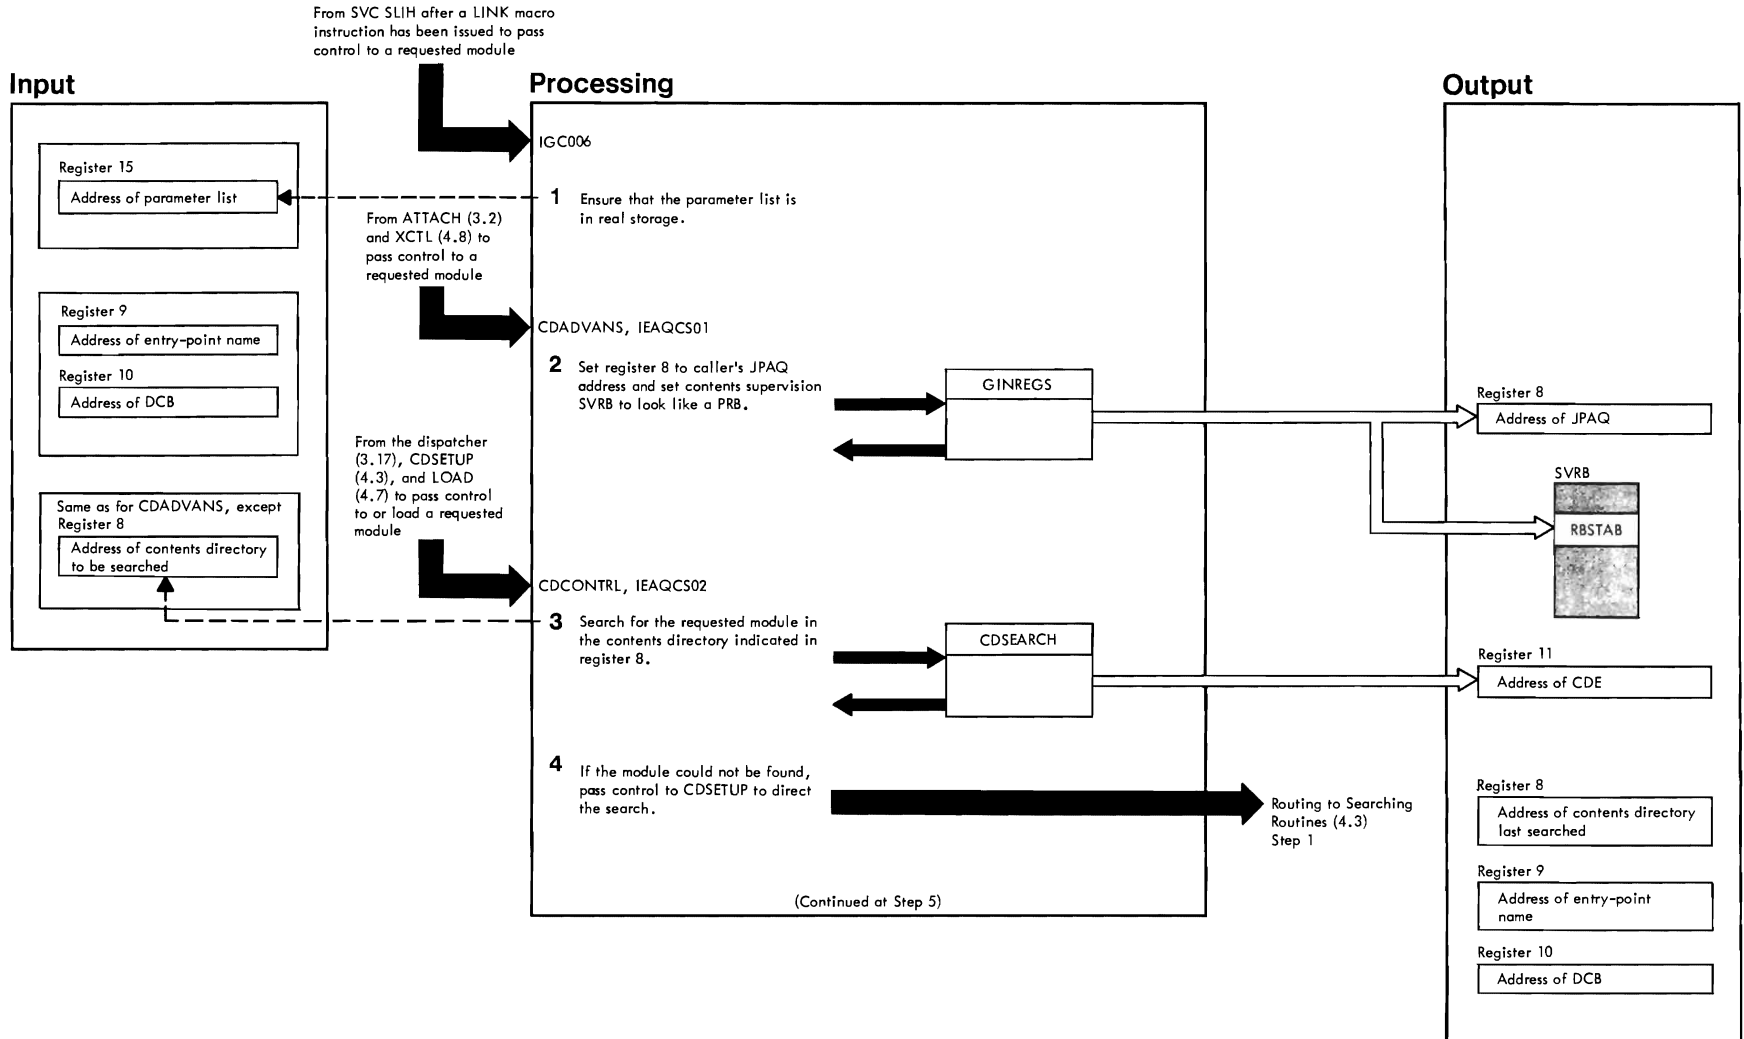 From SVC SLIH after a LINK macro
instruction has been issued to pass
control to a requested module
Input
Processing
Output
Register 15
Address of parameter list
Register 9
Address of entry-point name
Register 10
Address of DCB
Same as for CDADVANS, except
Register 8
Address of contents directory
to be searched
IGC006
1 Ensure that the parameter list is
in real storage.
From ATTACH (3.2)
and XCTL (4.8) to
pass control to a
requested module
CDADVANS, IEAQCS01
2 Set register 8 to caller's JPAQ
address and set contents supervision
SVRB to look like a PRB.
GINREGS
From the dispatcher
(3.17), CDSETUP
(4.3), and LOAD
(4.7) to pass control
to or load a requested
module
CDCONTRL, IEAQCS02
3 Search for the requested module in
the contents directory indicated in
register 8.
CDSEARCH
4 If the module could not be found,
pass control to CDSETUP to direct
the search.
Routing to Searching
Routines (4.3)
Step 1
(Continued at Step 5)
Register 8
Address of JPAQ
SVRB
RBSTAB
Register 11
Address of CDE
Register 8
Address of contents directory
last searched
Register 9
Address of entry-point
name
Register 10
Address of DCB